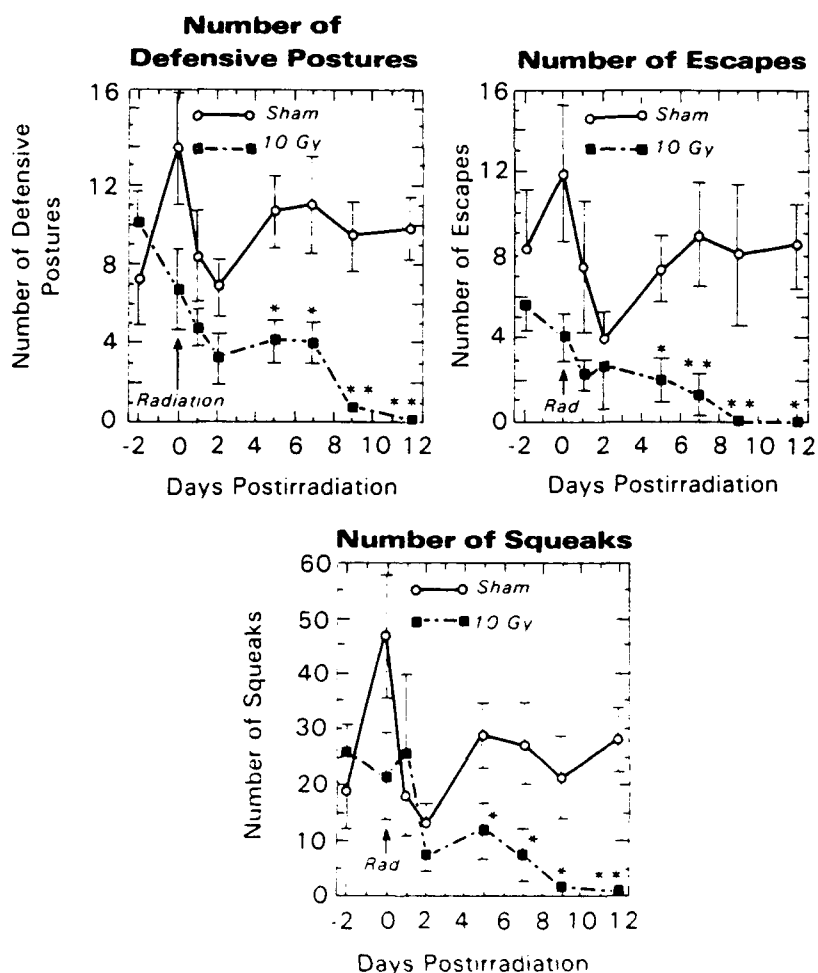 Number of
Defensive Postures
16
12
8
4
0
Number of Defensive
Postures
Sham
10 Gy
* *
* * * *
Radiation
-2 0 2 4 6 8 10 12
Days Postirradiation
Number of Escapes
16
12
8
4
0
Number of Escapes
Sham
10 Gy
* * *
* * *
Rad
-2 0 2 4 6 8 10 12
Days Postirradiation
Number of Squeaks
60
50
40
30
20
10
0
Number of Squeaks
Sham
10 Gy
* * * * *
Rad
-2 0 2 4 6 8 10 12
Days Postirradiation